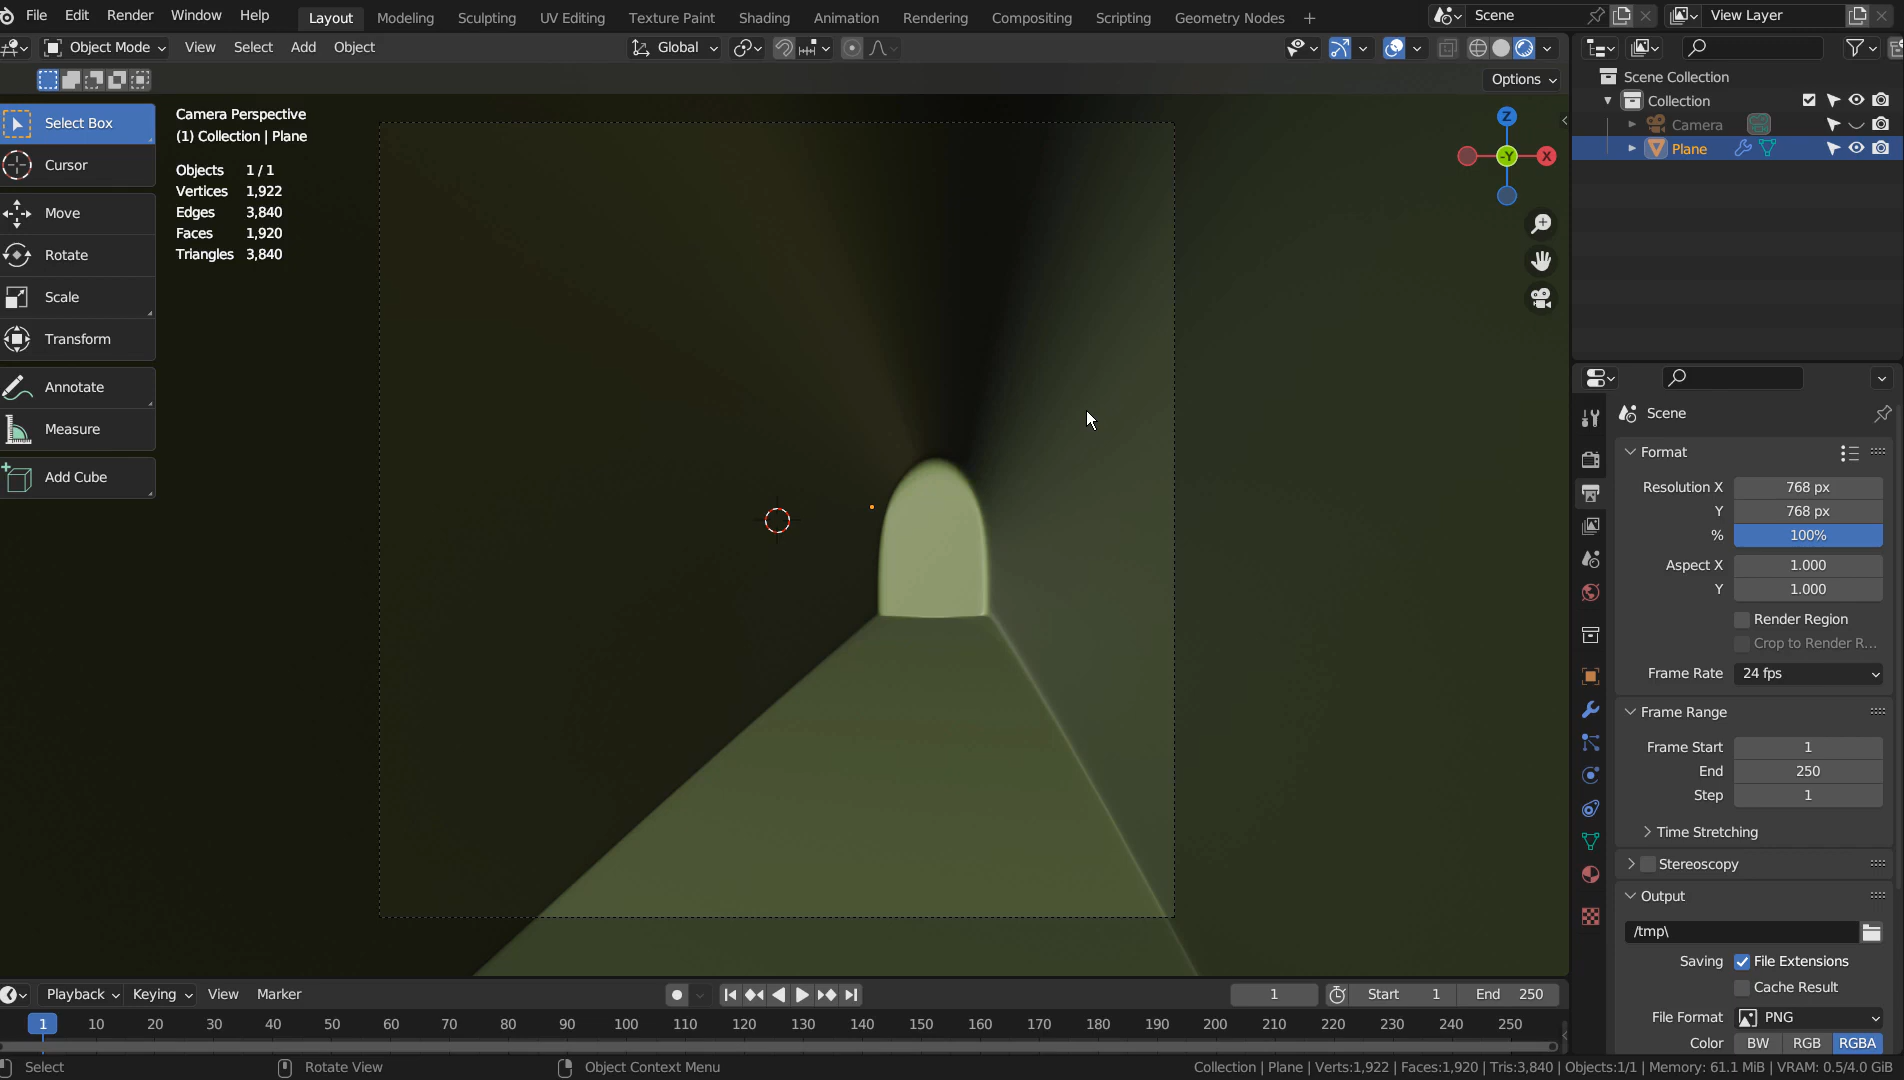 File Edit Render Window Help Layout Modeling Sculpting UV Editing Texture Paint Shading Animation Rendering Compositing Scripting Geometry Nodes + Scene View Layer
Object Mode View Select Add Object Global
Options
Select Box
Cursor
Move
Rotate
Scale
Transform
Annotate
Measure
Add Cube
Camera Perspective
(1) Collection | Plane
Objects 1 / 1
Vertices 1,922
Edges 3,840
Faces 1,920
Triangles 3,840
Z
-Y
X
Scene Collection
Collection
Camera
Plane
Scene
Format
Resolution X 768 px
Y 768 px
% 100%
Aspect X 1.000
Y 1.000
Render Region
Crop to Render R...
Frame Rate 24 fps
Frame Range
Frame Start 1
End 250
Step 1
Time Stretching
Stereoscopy
Output
/tmp\
Saving File Extensions
Cache Result
File Format PNG
Color BW RGB RGBA
Playback Keying View Marker 1 Start 1 End 250
1 10 20 30 40 50 60 70 80 90 100 110 120 130 140 150 160 170 180 190 200 210 220 230 240 250
Select Rotate View Object Context Menu Collection | Plane | Verts:1,922 | Faces:1,920 | Tris:3,840 | Objects:1/1 | Memory: 61.1 MiB | VRAM: 0.5/4.0 GiB